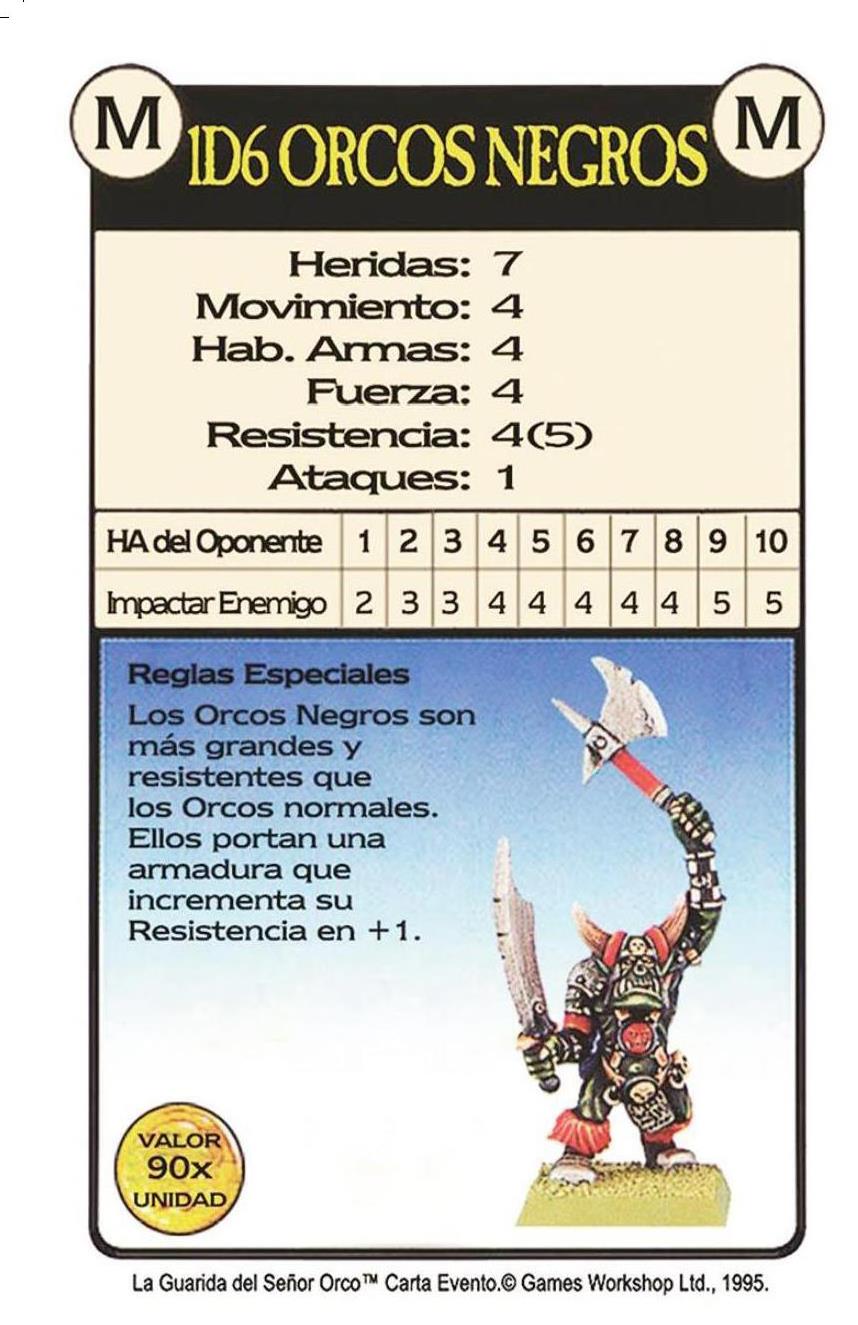 M M
1D6 ORCOS NEGROS
Heridas: 7
Movimiento: 4
Hab. Armas: 4
Fuerza: 4
Resistencia: 4(5)
Ataques: 1
HA del Oponente 1 2 3 4 5 6 7 8 9 10
Impactar Enemigo 2 3 3 4 4 4 4 4 5 5
Reglas Especiales
Los Orcos Negros son
más grandes y
resistentes que
los Orcos normales.
Ellos portan una
armadura que
incrementa su
Resistencia en +1.
VALOR
90x
UNIDAD
La Guarida del Señor Orco™ Carta Evento.© Games Workshop Ltd., 1995.